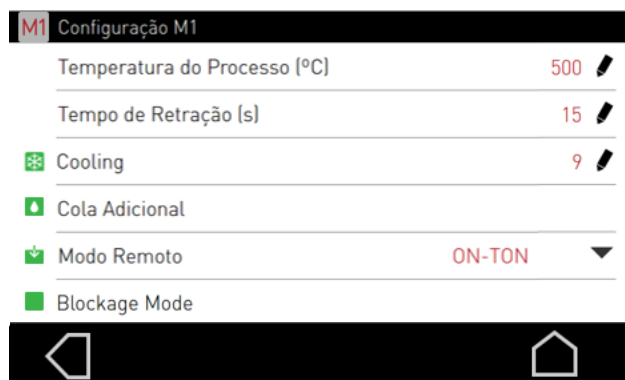 M1 Configuração M1
Temperatura do Processo (ºC) 500
Tempo de Retração (s) 15
Cooling 9
Cola Adicional
Modo Remoto ON-TON
Blockage Mode